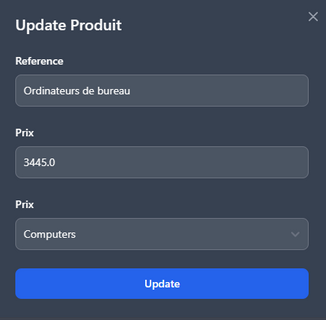 Update Produit
Reference
Ordinateurs de bureau
Prix
3445.0
Prix
Computers
Update